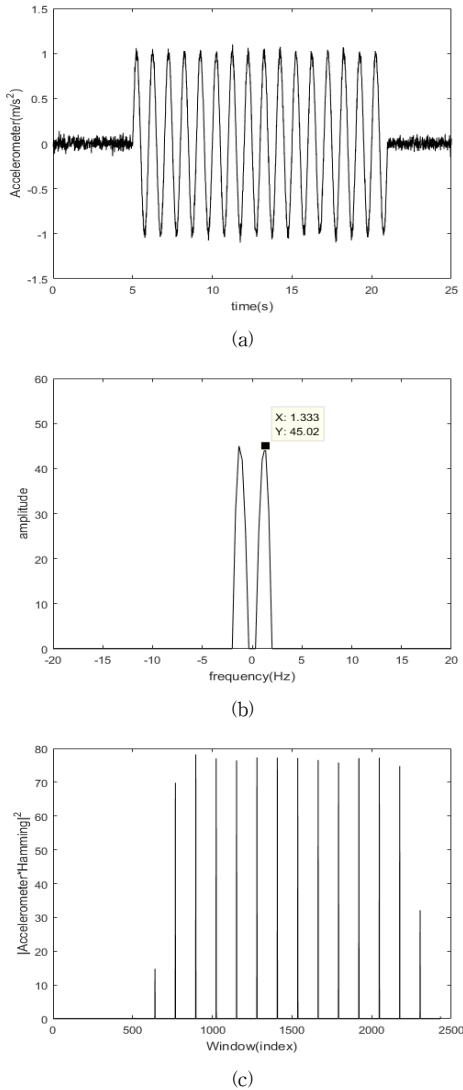 1.5
1
0.5
0
-0.5
-1
-1.5
Accelerometer(m/s²)
0 5 10 15 20 25
time(s)
(a)
60
50
40
30
20
10
0
amplitude
X: 1.333
Y: 45.02
-20 -15 -10 -5 0 5 10 15 20
frequency(Hz)
(b)
80
70
60
50
40
30
20
10
0
|Accelerometer*Hamming|²
0 500 1000 1500 2000 2500
Window(index)
(c)